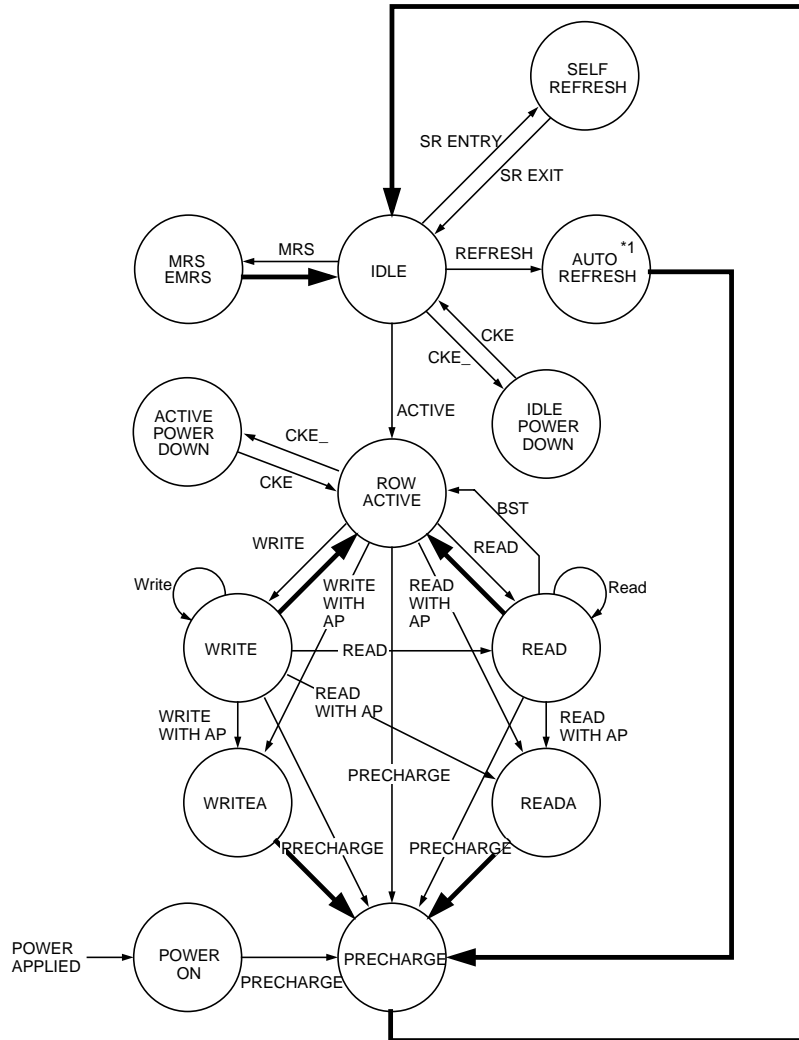 SELF
REFRESH
SR ENTRY
SR EXIT
MRS
EMRS
MRS
IDLE
REFRESH
*1
AUTO
REFRESH
CKE
CKE_
ACTIVE
IDLE
POWER
DOWN
ACTIVE
POWER
DOWN
CKE_
CKE
ROW
ACTIVE
BST
WRITE
READ
Write
WRITE
WITH
AP
READ
WITH
AP
Read
WRITE
READ
READ
READ
WITH AP
WRITE
WITH AP
READ
WITH AP
PRECHARGE
WRITEA
READA
PRECHARGE
PRECHARGE
POWER
APPLIED
POWER
ON
PRECHARGE
PRECHARGE